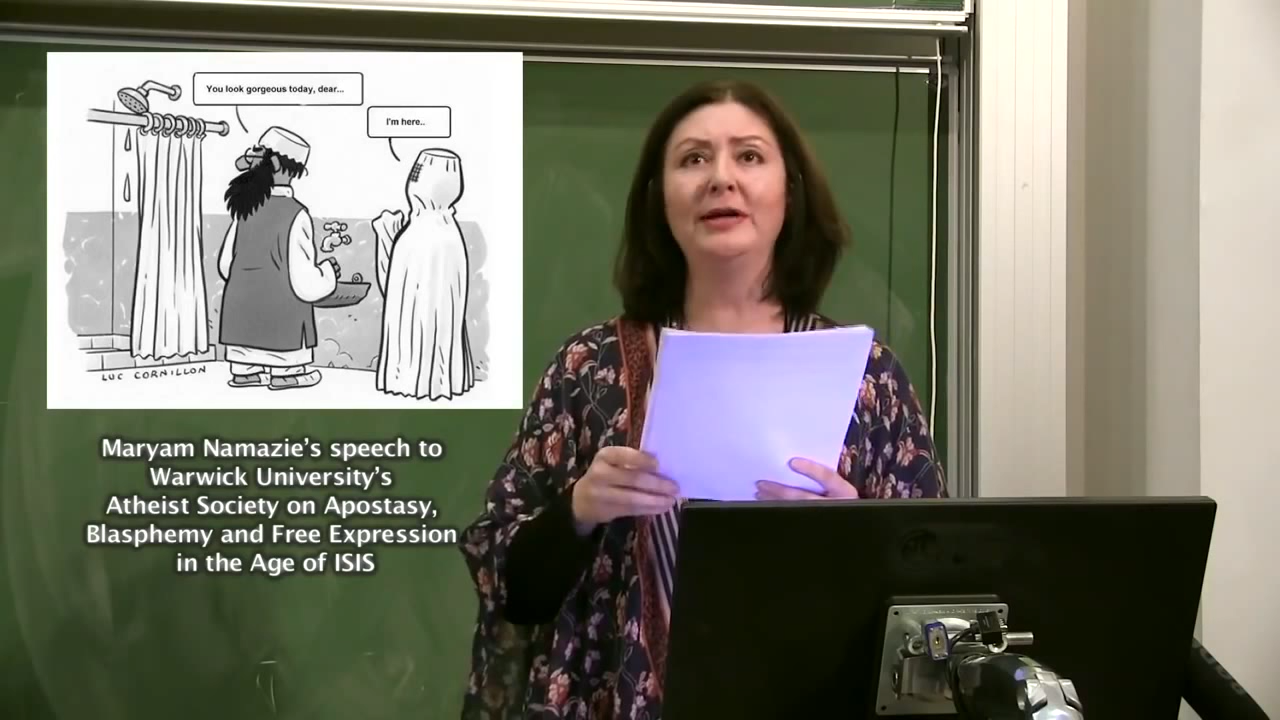 You look gorgeous today, dear...
I'm here..
LUC CORNILLON
Maryam Namazie's speech to
Warwick University's
Atheist Society on Apostasy,
Blasphemy and Free Expression
in the Age of ISIS